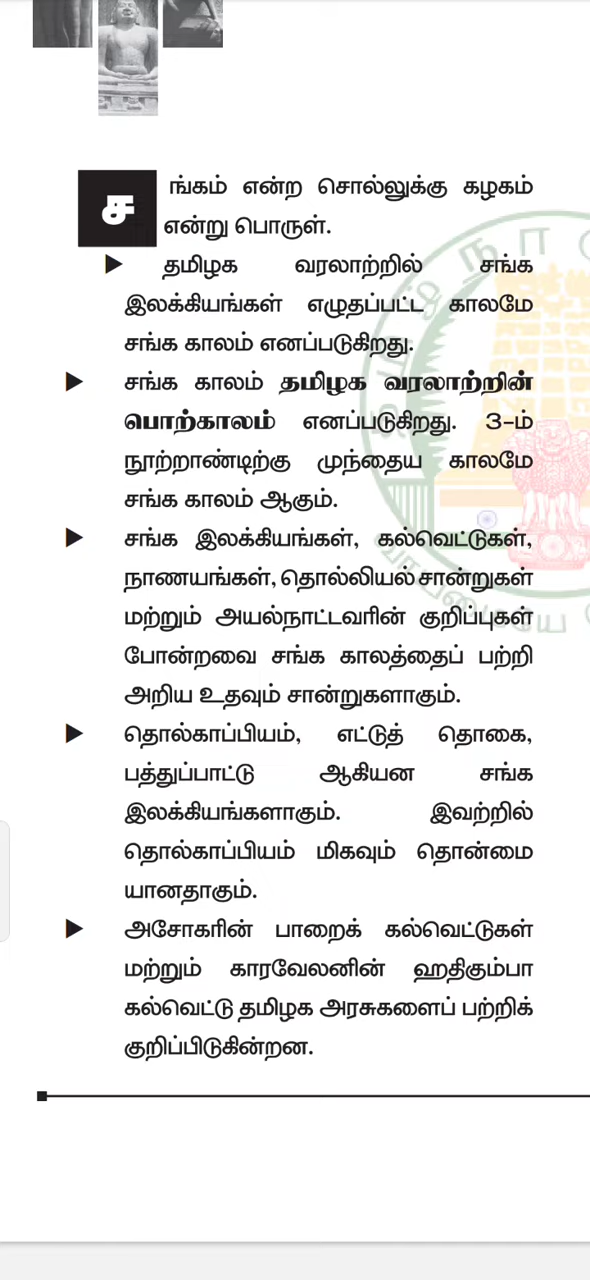 சங்கம் என்ற சொல்லுக்கு கழகம்
என்று பொருள்.
தமிழக வரலாற்றில் சங்க
இலக்கியங்கள் எழுதப்பட்ட காலமே
சங்க காலம் எனப்படுகிறது.
சங்க காலம் தமிழக வரலாற்றின்
பொற்காலம் எனப்படுகிறது. 3-ம்
நூற்றாண்டிற்கு முந்தைய காலமே
சங்க காலம் ஆகும்.
சங்க இலக்கியங்கள், கல்வெட்டுகள்,
நாணயங்கள், தொல்லியல் சான்றுகள்
மற்றும் அயல்நாட்டவரின் குறிப்புகள்
போன்றவை சங்க காலத்தைப் பற்றி
அறிய உதவும் சான்றுகளாகும்.
தொல்காப்பியம், எட்டுத் தொகை,
பத்துப்பாட்டு ஆகியன சங்க
இலக்கியங்களாகும். இவற்றில்
தொல்காப்பியம் மிகவும் தொன்மை
யானதாகும்.
அசோகரின் பாறைக் கல்வெட்டுகள்
மற்றும் காரவேலனின் ஹதிகும்பா
கல்வெட்டு தமிழக அரசுகளைப் பற்றிக்
குறிப்பிடுகின்றன.